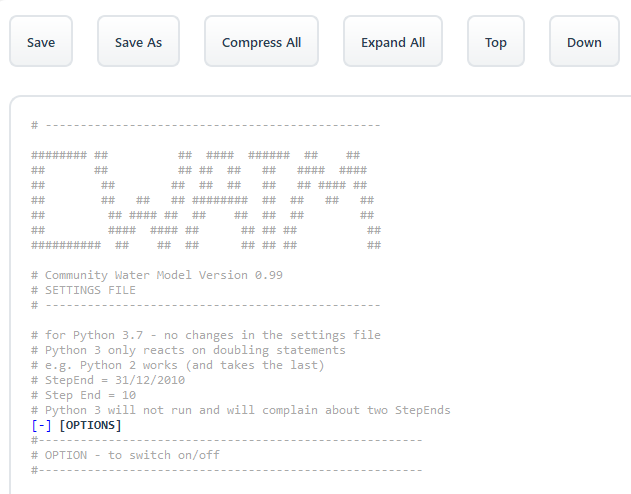 Save
Save As
Compress All
Expand All
Top
Down
# ------------------------------------------------
######## ##          ##  ####  ######  ##    ##
##       ##          ## ##  ##   ##   ####  ####
##        ##        ##  ##  ##   ##   ## #### ##
##        ##   ##   ## ########  ##  ##   ##   ##
##         ## #### ##  ##    ##  ##  ##        ##
##         ####  #### ##      ## ## ##          ##
##########  ##    ##  ##      ## ## ##          ##
# Community Water Model Version 0.99
# SETTINGS FILE
# ------------------------------------------------
# for Python 3.7 - no changes in the settings file
# Python 3 only reacts on doubling statements
# e.g. Python 2 works (and takes the last)
# StepEnd = 31/12/2010
# Step End = 10
# Python 3 will not run and will complain about two StepEnds
[-] [OPTIONS]
#-------------------------------------------------------
# OPTION - to switch on/off
#-------------------------------------------------------